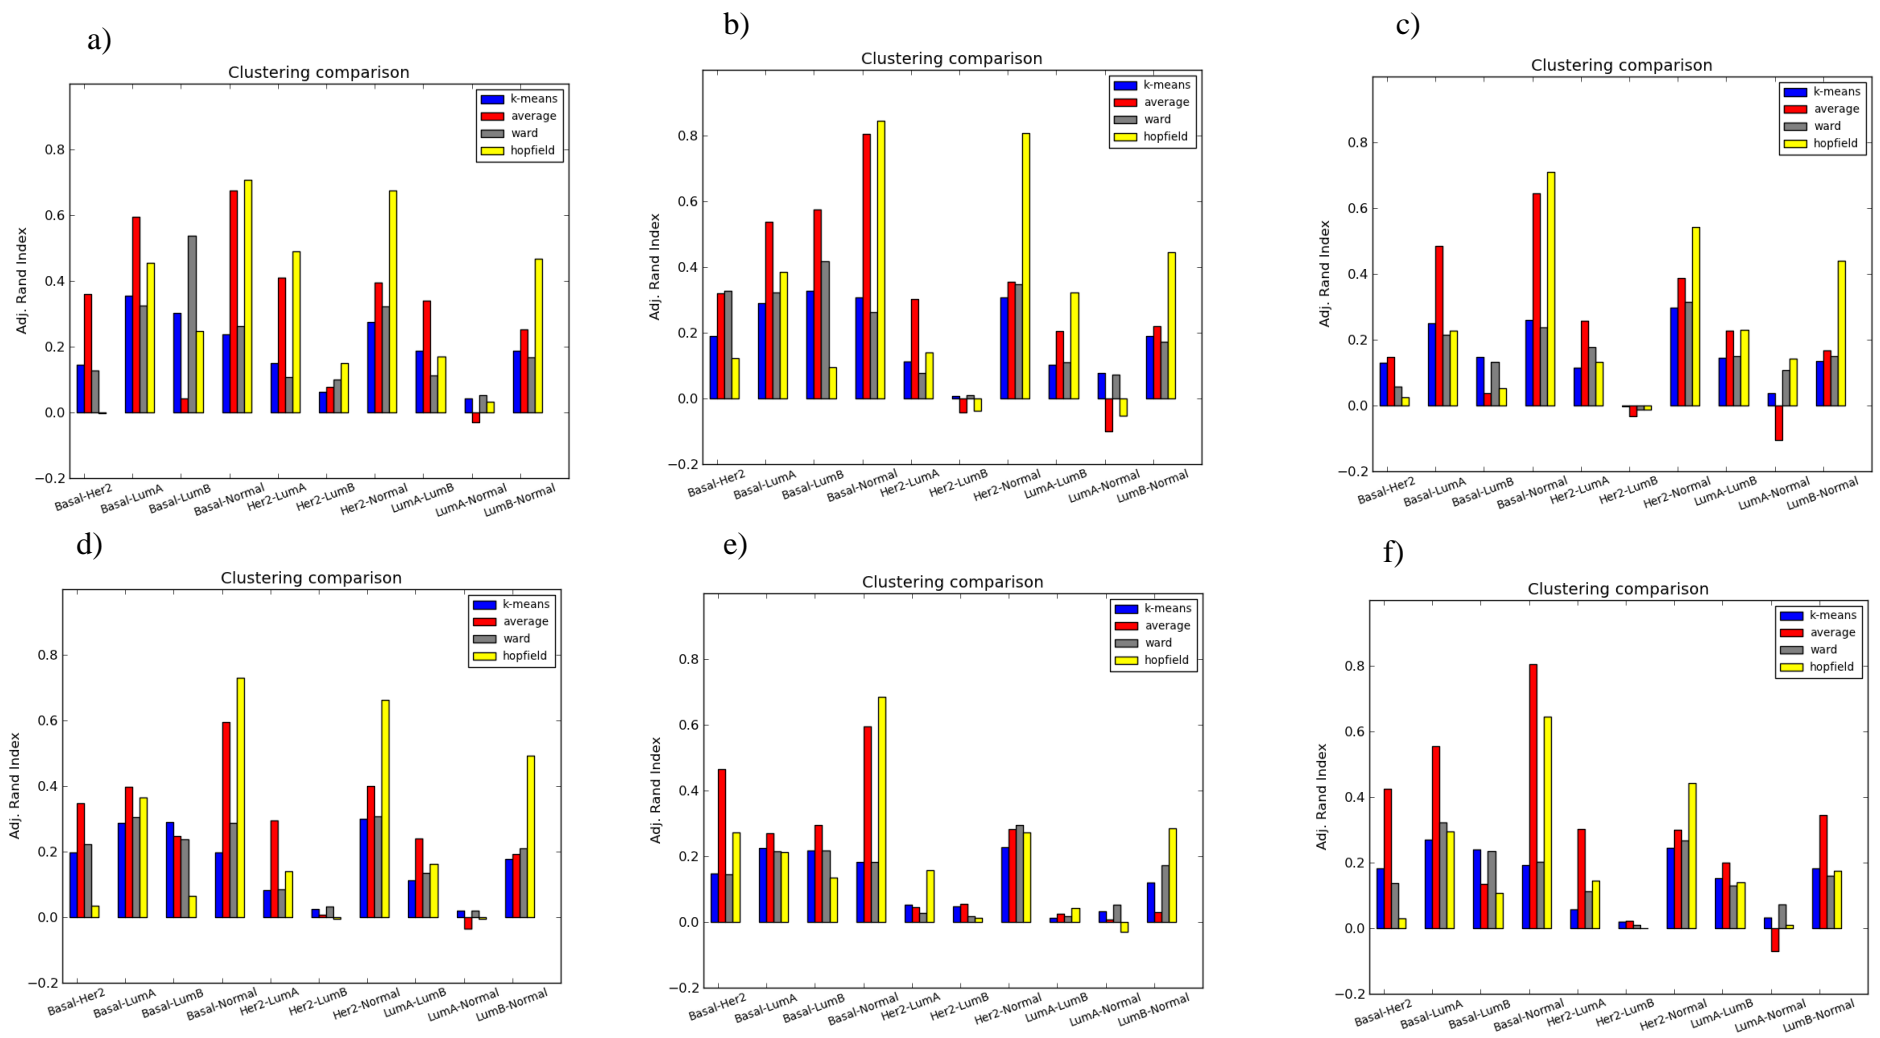 a)
Clustering comparison
k-means
average
ward
hopfield
Adj. Rand Index
0.8
0.6
0.4
0.2
0.0
−0.2
Basal-Her2
Basal-LumA
Basal-LumB
Basal-Normal
Her2-LumA
Her2-LumB
Her2-Normal
LumA-LumB
LumA-Normal
LumB-Normal
b)
Clustering comparison
k-means
average
ward
hopfield
Adj. Rand Index
0.8
0.6
0.4
0.2
0.0
−0.2
Basal-Her2
Basal-LumA
Basal-LumB
Basal-Normal
Her2-LumA
Her2-LumB
Her2-Normal
LumA-LumB
LumA-Normal
LumB-Normal
c)
Clustering comparison
k-means
average
ward
hopfield
Adj. Rand Index
0.8
0.6
0.4
0.2
0.0
−0.2
Basal-Her2
Basal-LumA
Basal-LumB
Basal-Normal
Her2-LumA
Her2-LumB
Her2-Normal
LumA-LumB
LumA-Normal
LumB-Normal
d)
Clustering comparison
k-means
average
ward
hopfield
Adj. Rand Index
0.8
0.6
0.4
0.2
0.0
−0.2
Basal-Her2
Basal-LumA
Basal-LumB
Basal-Normal
Her2-LumA
Her2-LumB
Her2-Normal
LumA-LumB
LumA-Normal
LumB-Normal
e)
Clustering comparison
k-means
average
ward
hopfield
Adj. Rand Index
0.8
0.6
0.4
0.2
0.0
−0.2
Basal-Her2
Basal-LumA
Basal-LumB
Basal-Normal
Her2-LumA
Her2-LumB
Her2-Normal
LumA-LumB
LumA-Normal
LumB-Normal
f)
Clustering comparison
k-means
average
ward
hopfield
Adj. Rand Index
0.8
0.6
0.4
0.2
0.0
−0.2
Basal-Her2
Basal-LumA
Basal-LumB
Basal-Normal
Her2-LumA
Her2-LumB
Her2-Normal
LumA-LumB
LumA-Normal
LumB-Normal